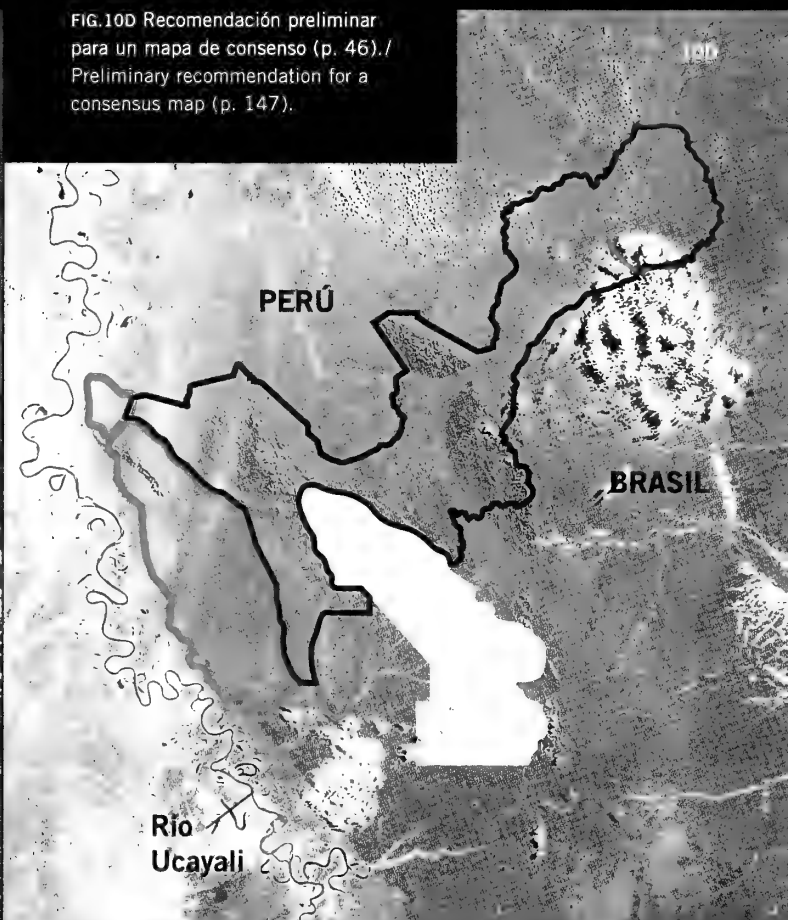 FIG.10D Recomendación preliminar
para un mapa de consenso (p. 46)./
Preliminary recommendation for a
consensus map (p. 147).
10D
PERÚ
BRASIL
Río
Ucayali